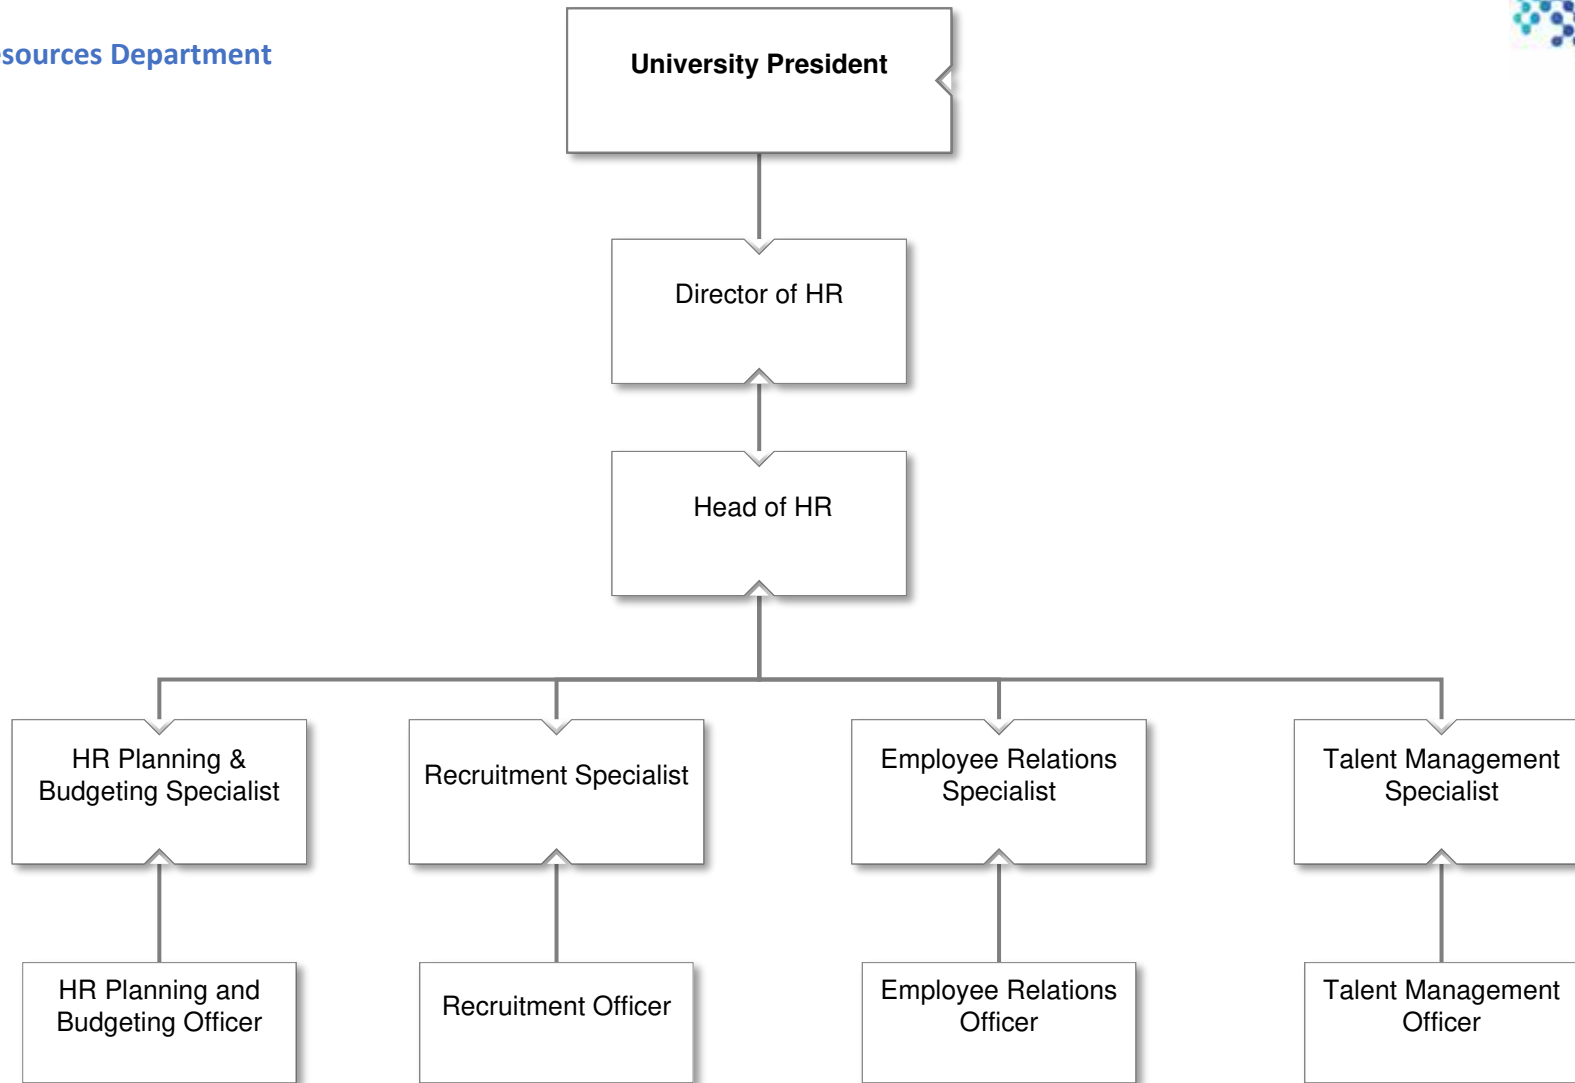 esources Department
University President
Director of HR
Head of HR
HR Planning &
Budgeting Specialist
Recruitment Specialist
Employee Relations
Specialist
Talent Management
Specialist
HR Planning and
Budgeting Officer
Recruitment Officer
Employee Relations
Officer
Talent Management
Officer